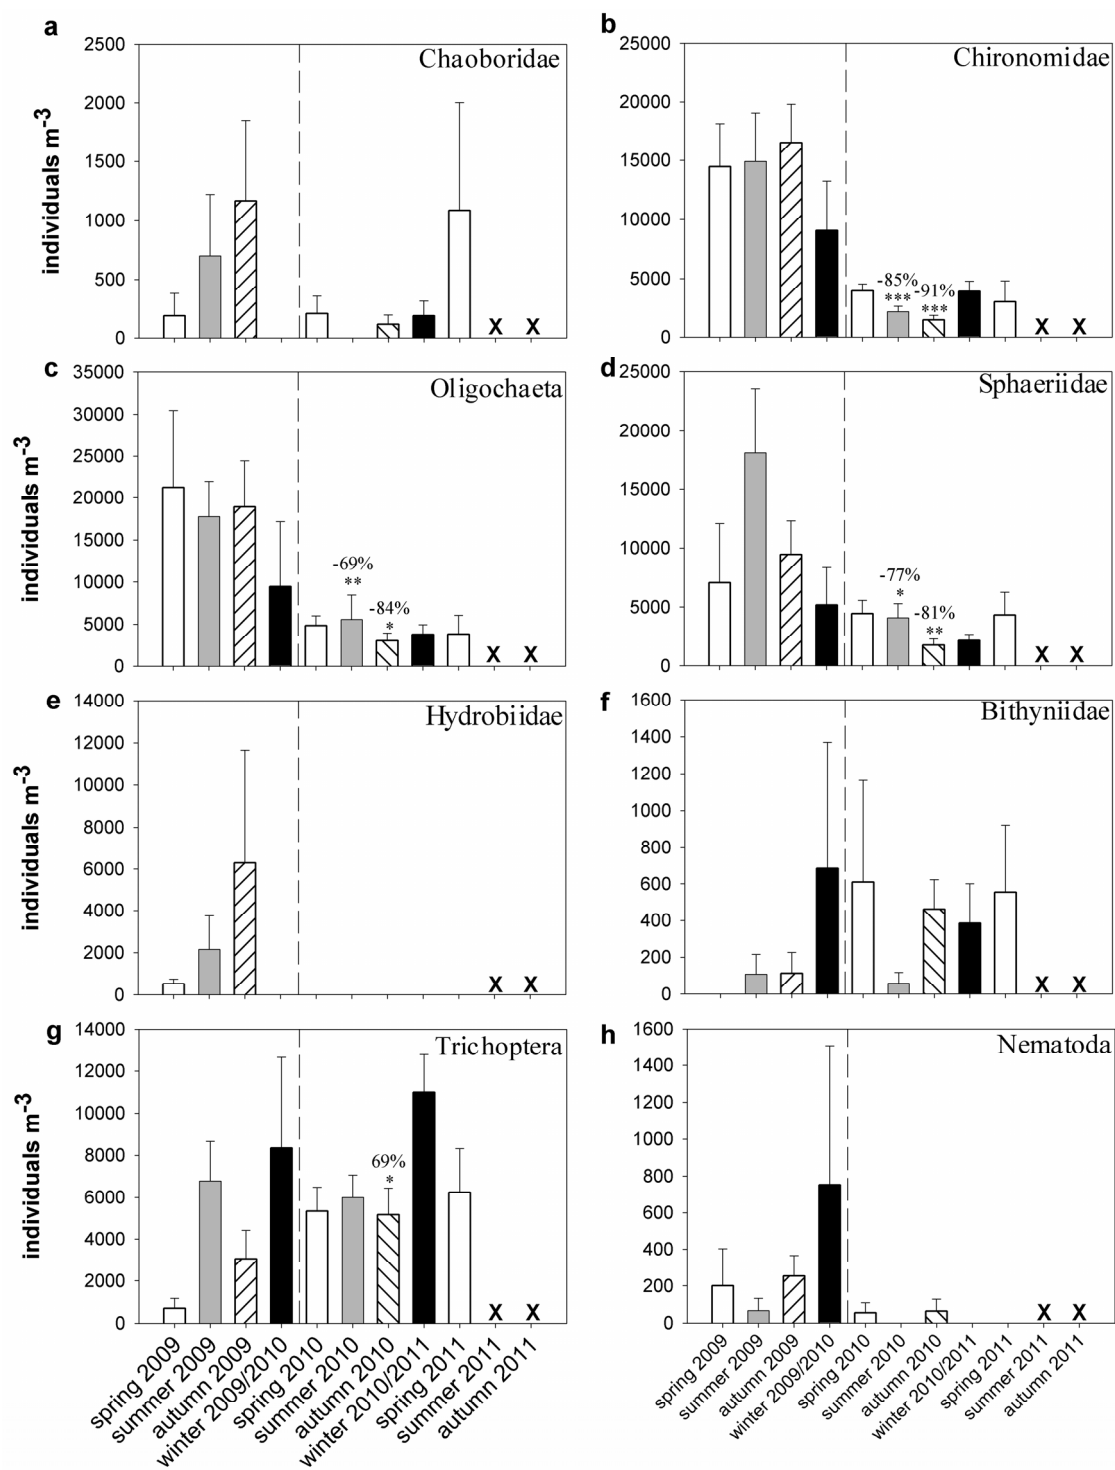 a
Chaoboridae
individuals m-3
2500
2000
1500
1000
500
0
X X
b
Chironomidae
25000
20000
15000
10000
5000
0
-85%
***
-91%
***
X X
c
Oligochaeta
individuals m-3
35000
30000
25000
20000
15000
10000
5000
0
-69%
**
-84%
*
X X
d
Sphaeriidae
25000
20000
15000
10000
5000
0
-77%
*
-81%
**
X X
e
Hydrobiidae
individuals m-3
14000
12000
10000
8000
6000
4000
2000
0
X X
f
Bithyniidae
1600
1400
1200
1000
800
600
400
200
0
X X
g
Trichoptera
individuals m-3
14000
12000
10000
8000
6000
4000
2000
0
69%
*
X X
spring 2009
summer 2009
autumn 2009
winter 2009/2010
spring 2010
summer 2010
autumn 2010
winter 2010/2011
spring 2011
summer 2011
autumn 2011
h
Nematoda
1600
1400
1200
1000
800
600
400
200
0
X X
spring 2009
summer 2009
autumn 2009
winter 2009/2010
spring 2010
summer 2010
autumn 2010
winter 2010/2011
spring 2011
summer 2011
autumn 2011